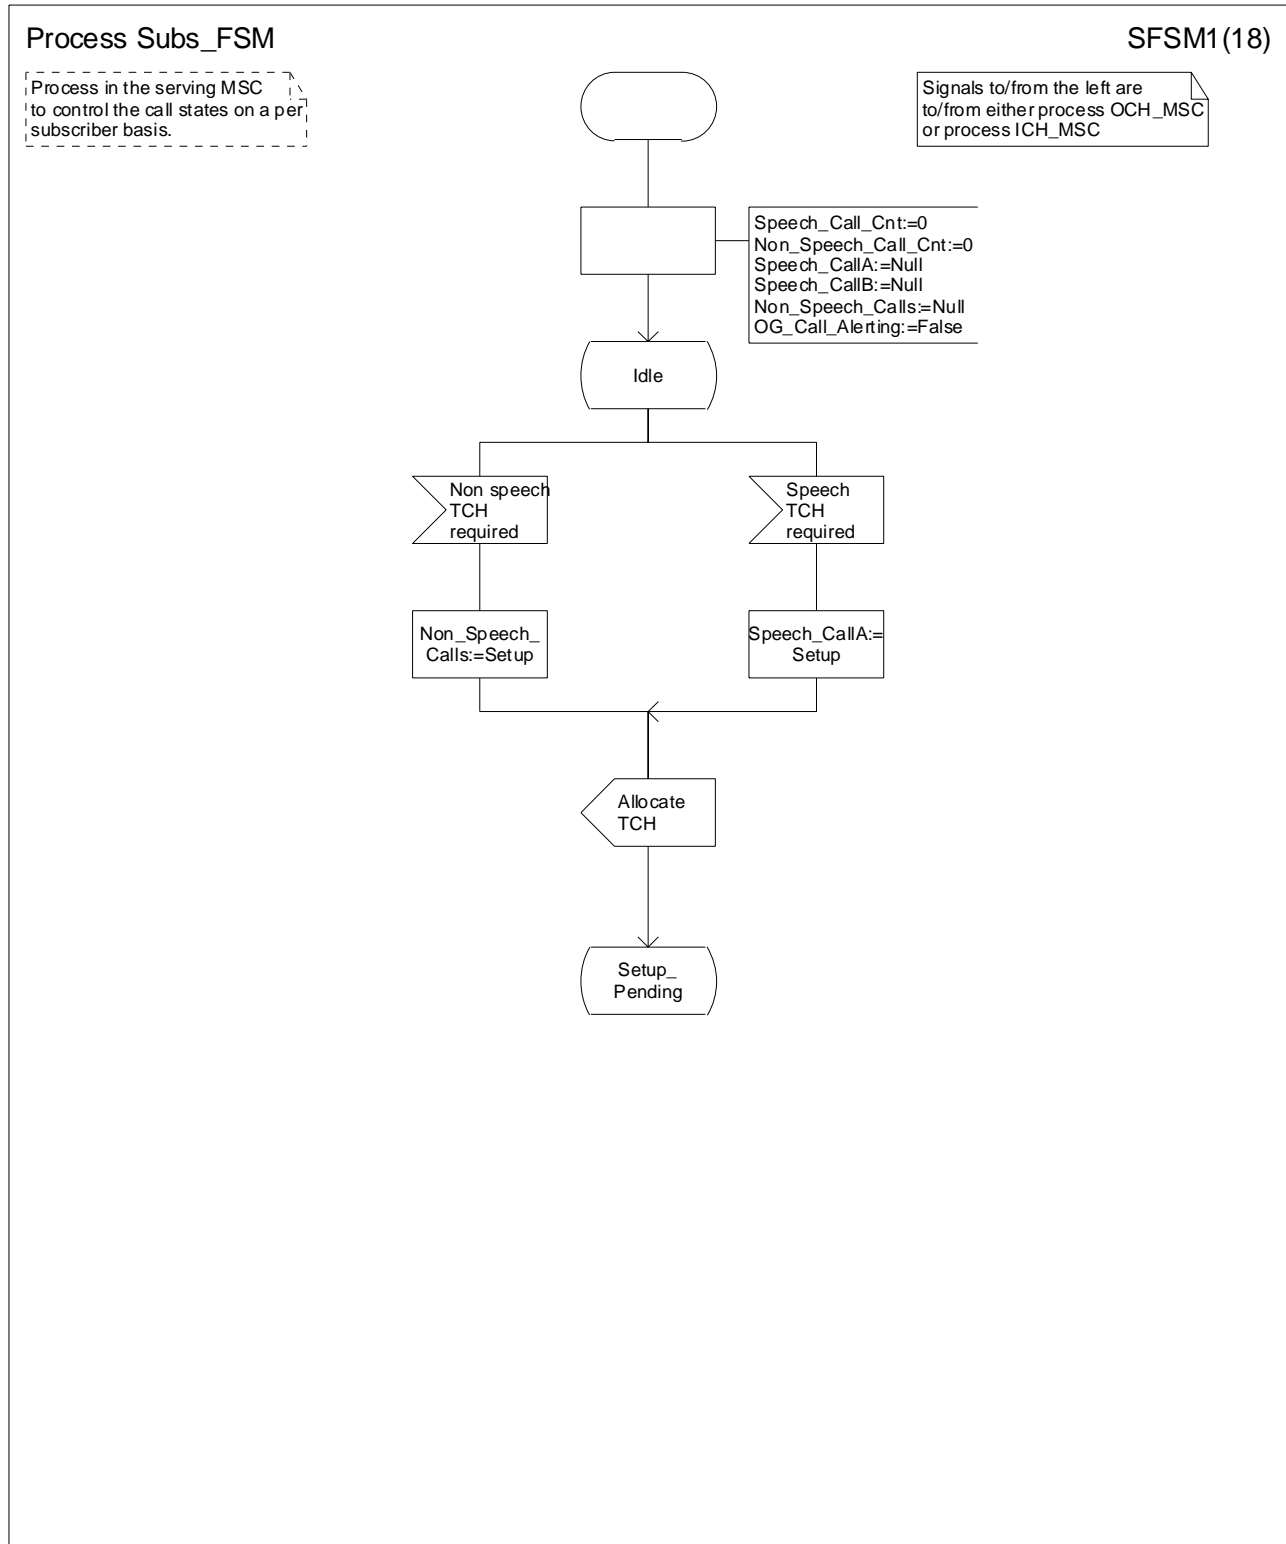 Process Subs_FSM
SFSM1(18)
Process in the serving MSC
to control the call states on a per
subscriber basis.
Signals to/from the left are
to/from either process OCH_MSC
or process ICH_MSC
Speech_Call_Cnt:=0
Non_Speech_Call_Cnt:=0
Speech_CallA:=Null
Speech_CallB:=Null
Non_Speech_Calls:=Null
OG_Call_Alerting:=False
Idle
Non speech
TCH
required
Speech
TCH
required
Non_Speech_
Calls:=Setup
Speech_CallA:=
Setup
Allocate
TCH
Setup_
Pending